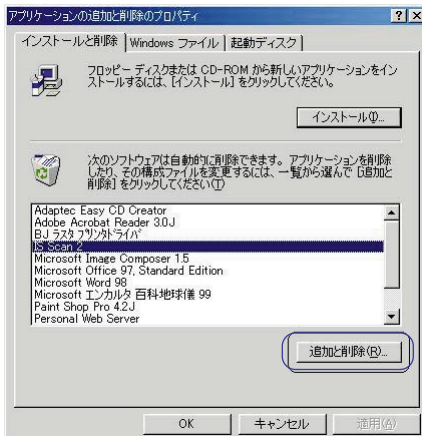 アプリケーションの追加と削除のプロパティ
インストールと削除 Windows ファイル 起動ディスク
フロッピー ディスクまたは CD-ROM から新しいアプリケーションをイン
ストールするには、[インストール] をクリックしてください。
インストール(I)...
次のソフトウェアは自動的に削除できます。アプリケーションを削除
したり、その構成ファイルを変更するには、一覧から選んで [追加と
削除] をクリックしてください(T)
Adaptec Easy CD Creator
Adobe Acrobat Reader 3.0J
BJ ラスタ プリンタドライバ
IS Scan 2
Microsoft Image Composer 1.5
Microsoft Office 97, Standard Edition
Microsoft Word 98
Microsoft エンカルタ 百科地球儀 99
Paint Shop Pro 4.2J
Personal Web Server
追加と削除(R)...
OK キャンセル 適用(A)